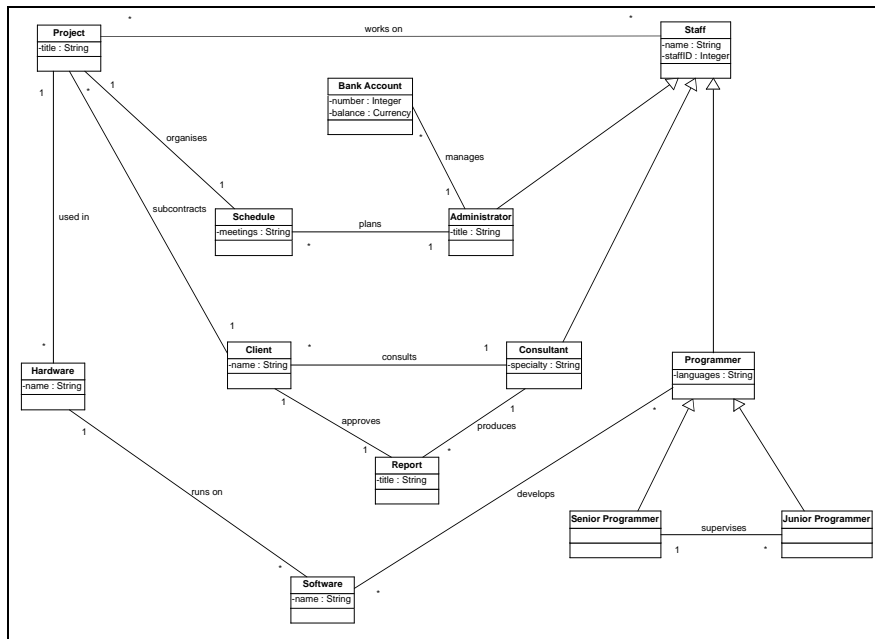 * works on *
Project
-title : String
Staff
-name : String
-staffID : Integer
1 * 1
Bank Account
-number : Integer
-balance : Currency
*
organises
manages
1 1
subcontracts
Schedule
-meetings : String
plans
* 1
Administrator
-title : String
used in
1
*
Client
-name : String
* consults 1
Consultant
-specialty : String
Programmer
-languages : String
Hardware
-name : String
1 1 *
approves produces
1 *
1
Report
-title : String
runs on
develops
Senior Programmer
supervises
1 *
Junior Programmer
*
Software
-name : String
*